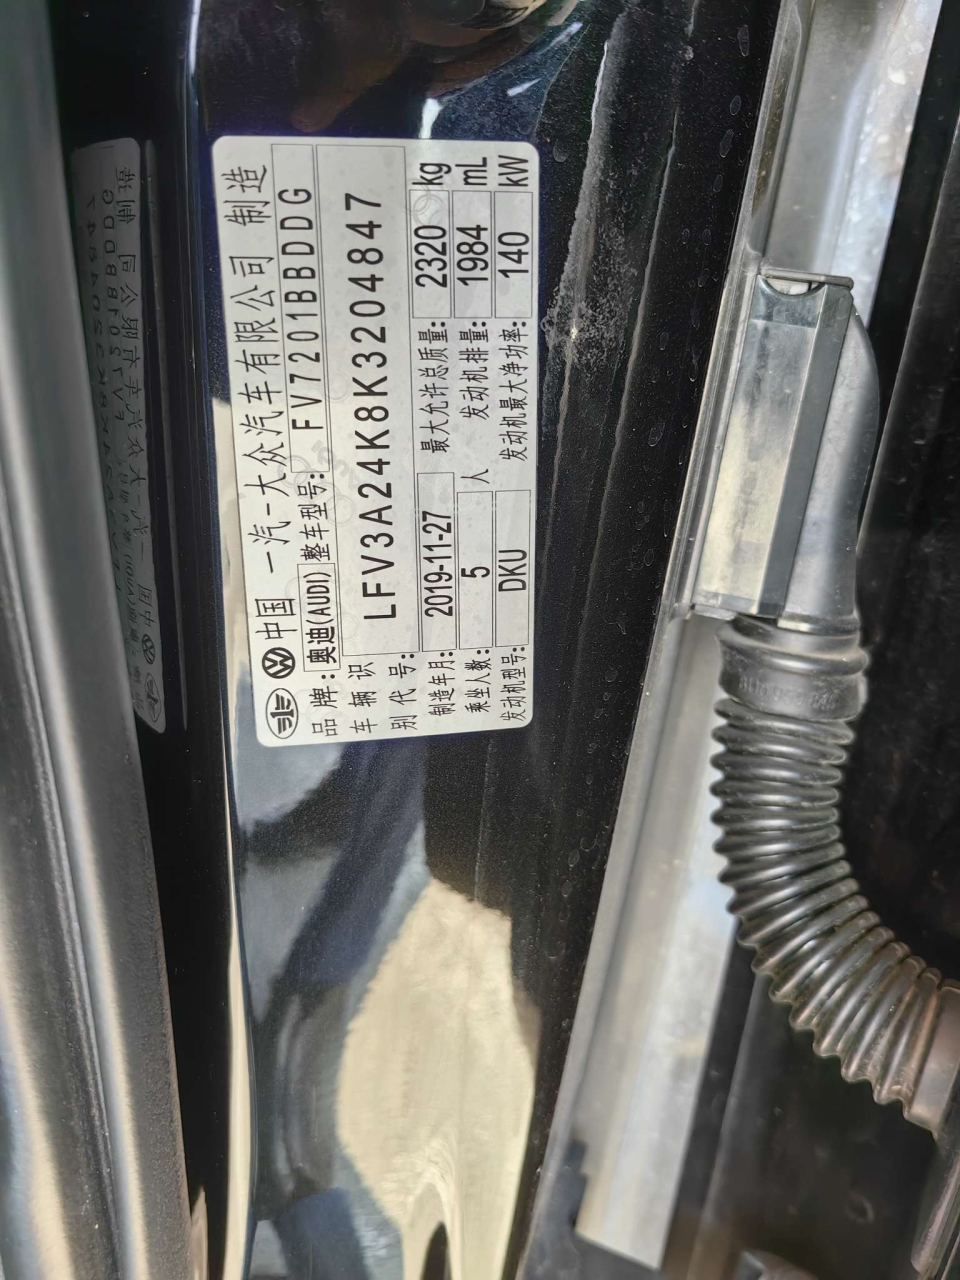 中国 一汽-大众汽车有限公司 制造
品牌:奥迪(AUDI) 整车型号: FV7201BBDDG
车辆识别代号: LFV3A24K8K3204847
制造年月: 2019-11-27 最大允许总质量: 2320 kg
乘坐人数: 5 人 发动机排量: 1984 mL
发动机型号: DKU 发动机最大净功率: 140 kW